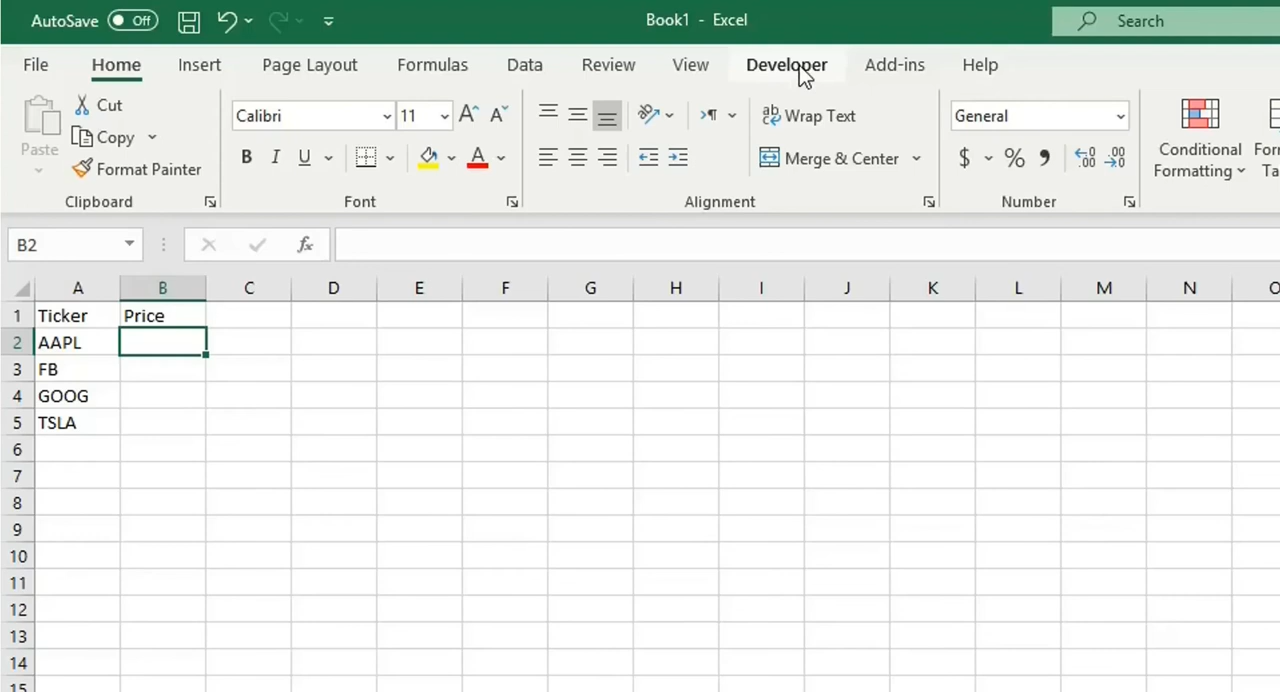 AutoSave Off Book1 - Excel Search
File Home Insert Page Layout Formulas Data Review View Developer Add-ins Help
Paste
Cut
Copy
Format Painter
Clipboard
Calibri 11
B I U A
Font
Wrap Text
Merge & Center
Alignment
General
$ % 9
Number
Conditional
Formatting
B2 fx
A B C D E F G H I J K L M N O
1 Ticker Price
2 AAPL
3 FB
4 GOOG
5 TSLA
6
7
8
9
10
11
12
13
14
15